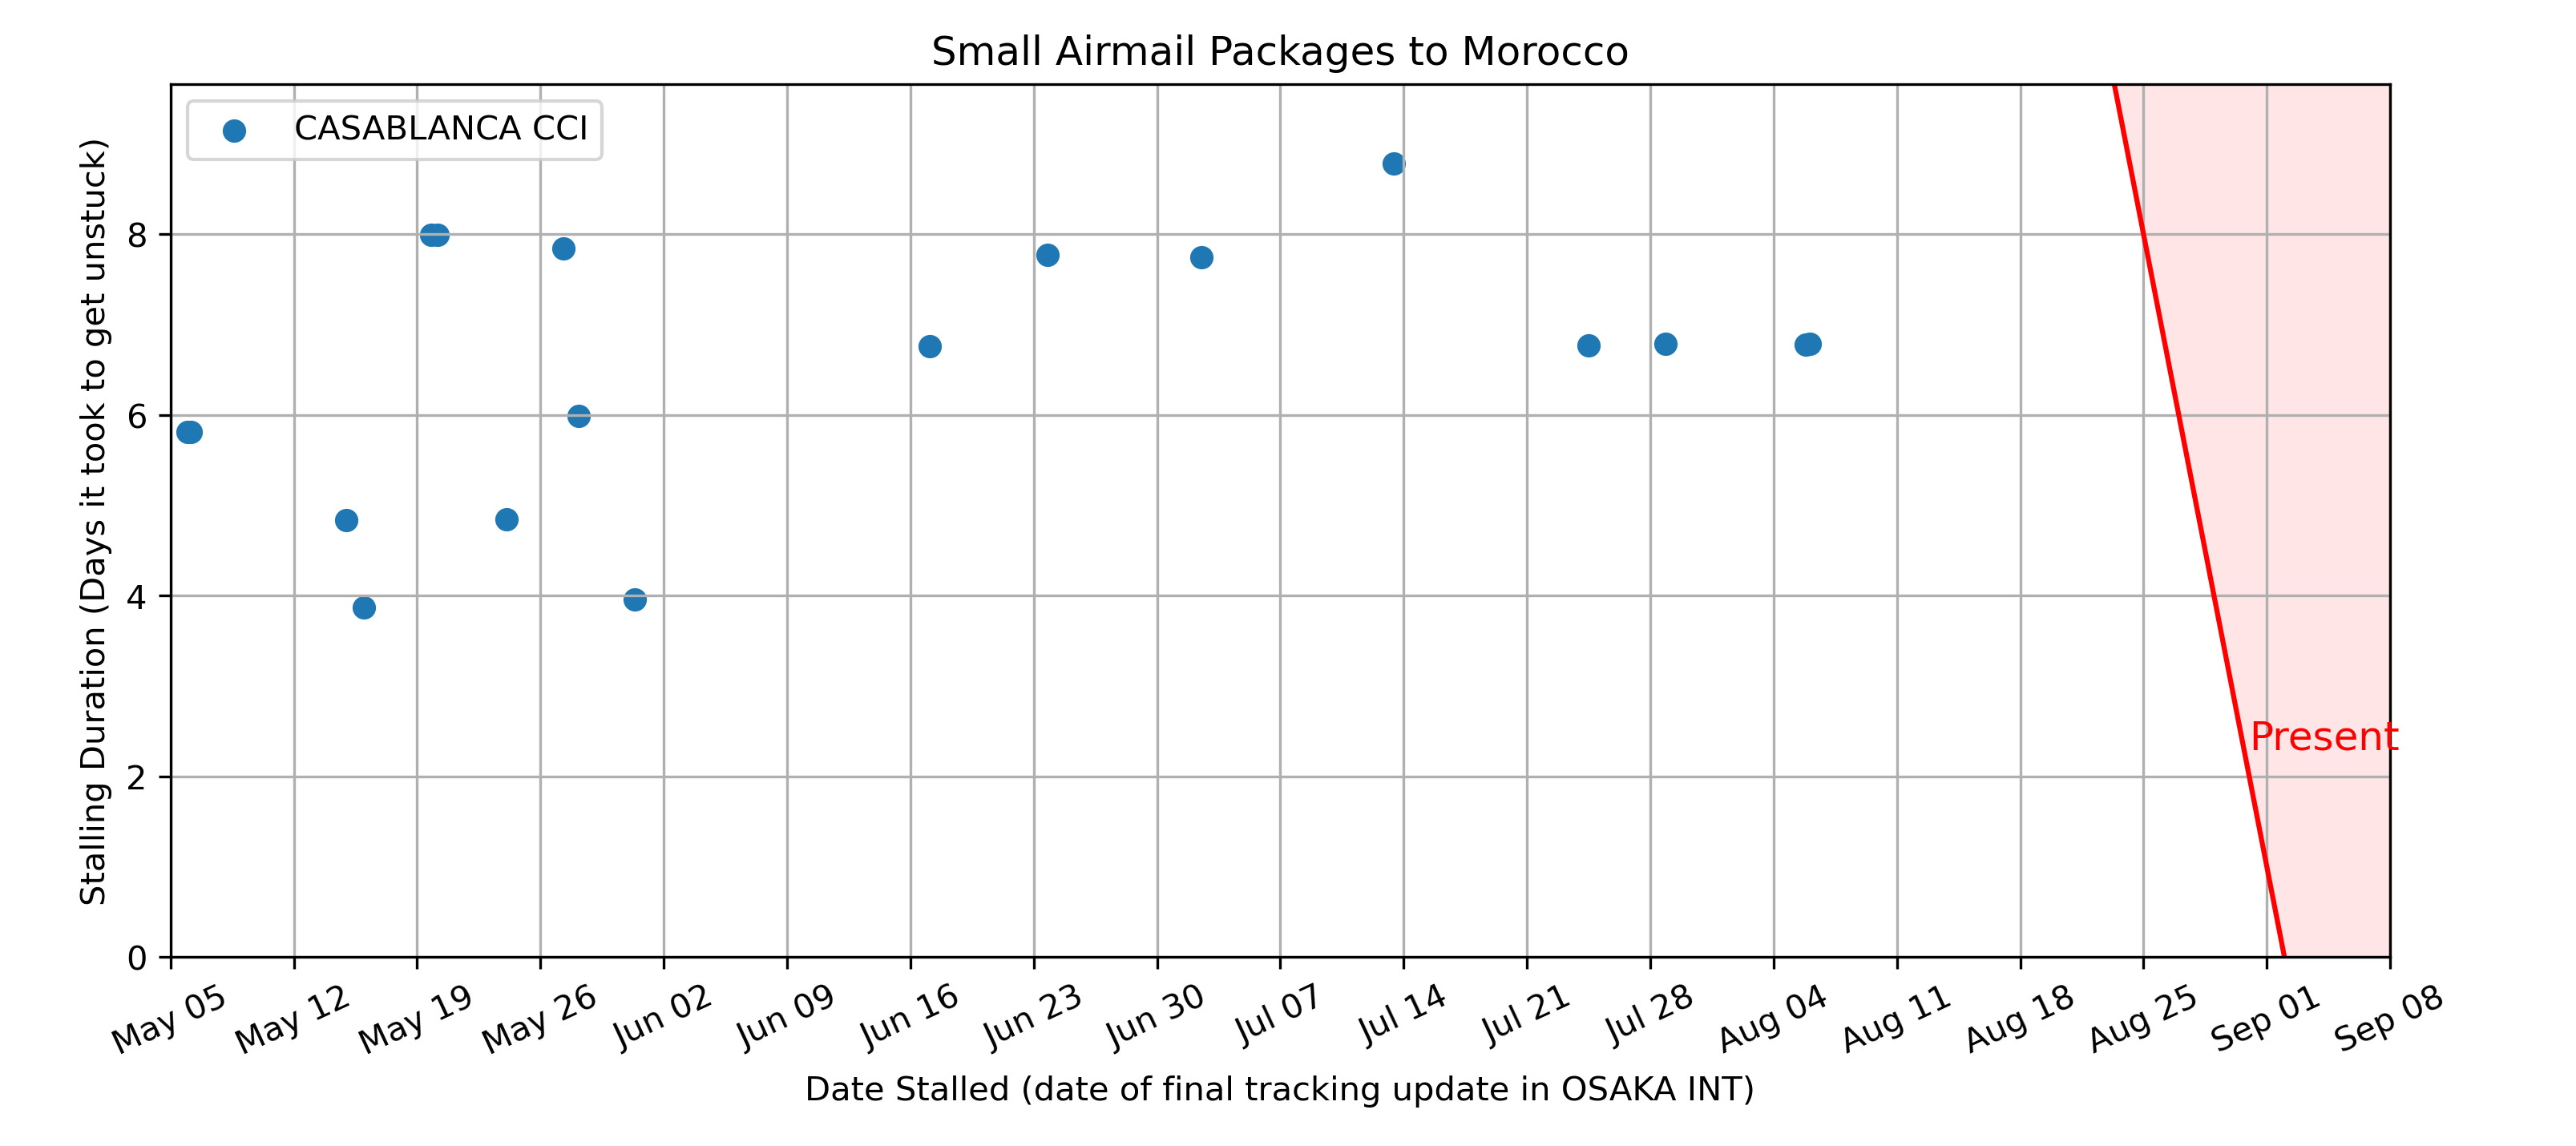 Small Airmail Packages to Morocco
CASABLANCA CCI
Stalling Duration (Days it took to get unstuck)
8
6
4
2
0
Present
May 05
May 12
May 19
May 26
Jun 02
Jun 09
Jun 16
Jun 23
Jun 30
Jul 07
Jul 14
Jul 21
Jul 28
Aug 04
Aug 11
Aug 18
Aug 25
Sep 01
Sep 08
Date Stalled (date of final tracking update in OSAKA INT)